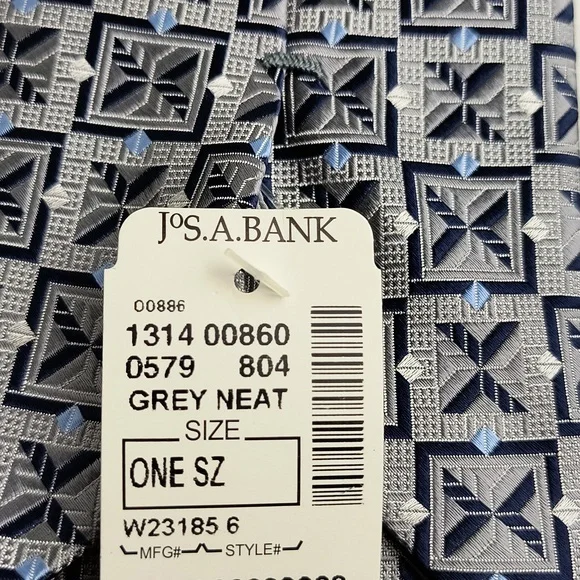 JoS.A.BANK
00886
1314 00860
0579 804
GREY NEAT
SIZE
ONE SZ
W23185 6
MFG# STYLE#